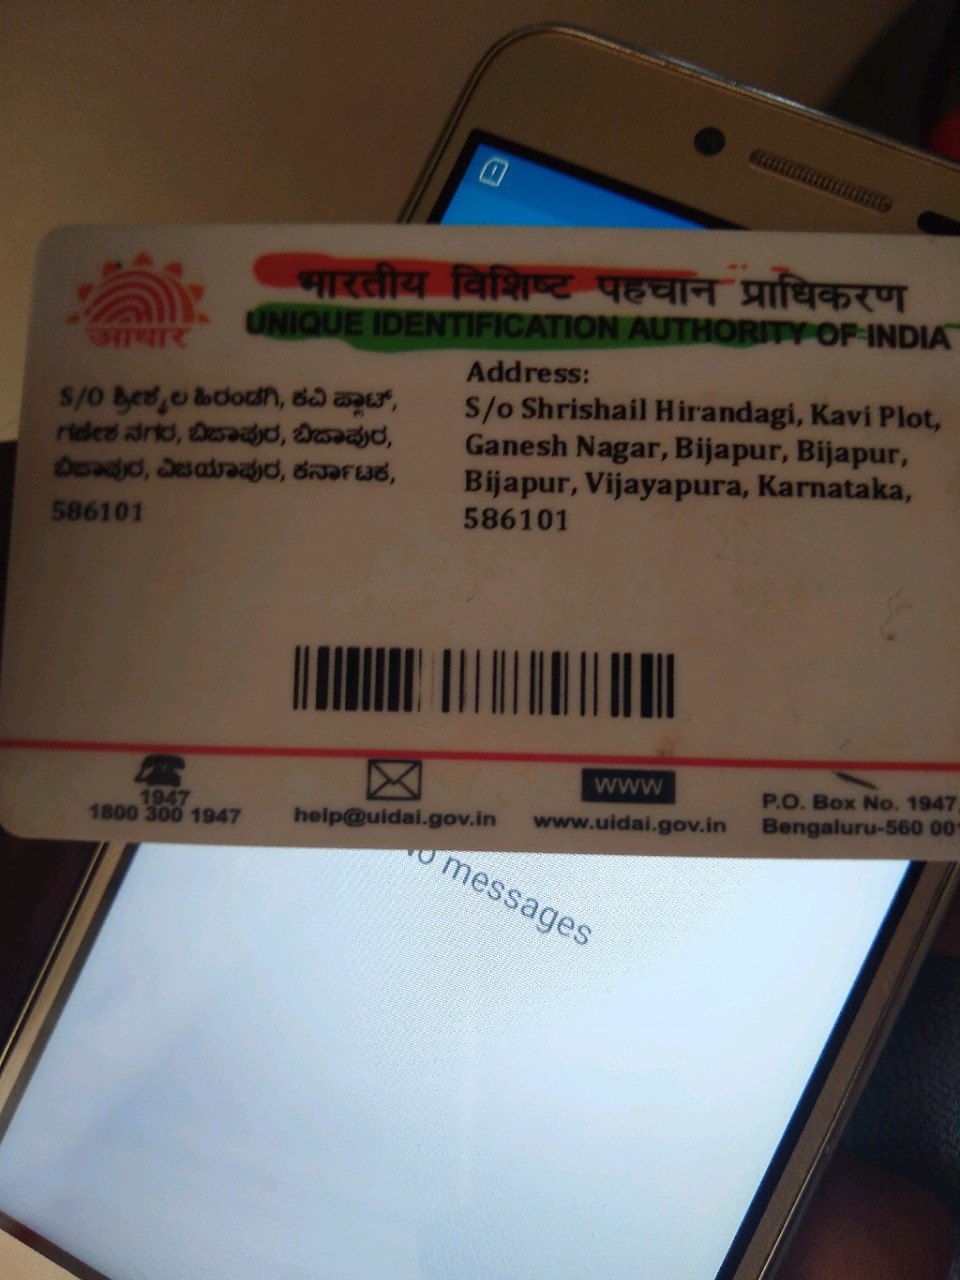 भारतीय विशिष्ट पहचान प्राधिकरण
आधार
UNIQUE IDENTIFICATION AUTHORITY OF INDIA
S/O ಶ್ರೀಶೈಲ ಹಿರಂಡಗಿ, ಕವಿ ಪ್ಲಾಟ್,
ಗಣೇಶ ನಗರ, ಬಿಜಾಪುರ, ಬಿಜಾಪುರ,
ಬಿಜಾಪುರ, ವಿಜಯಾಪುರ, ಕರ್ನಾಟಕ,
586101
Address:
S/o Shrishail Hirandagi, Kavi Plot,
Ganesh Nagar, Bijapur, Bijapur,
Bijapur, Vijayapura, Karnataka,
586101
1947
1800 300 1947
help@uidai.gov.in
WWW
www.uidai.gov.in
P.O. Box No. 1947,
Bengaluru-560 00
messages